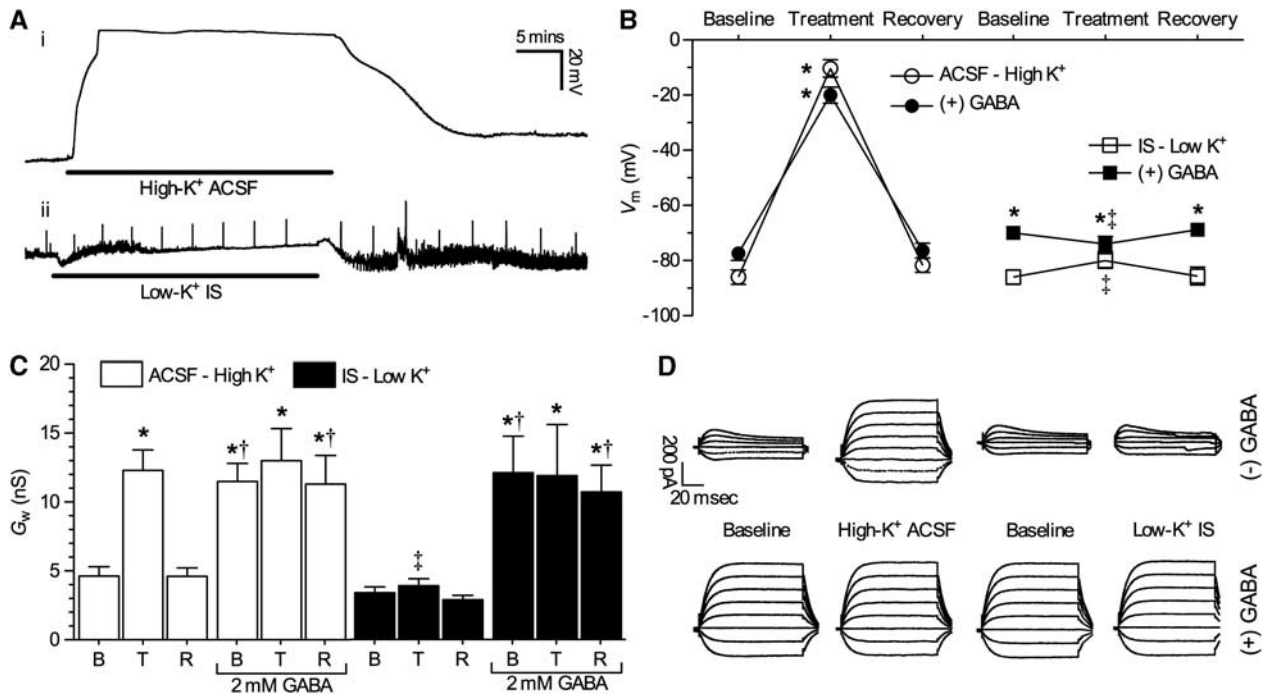 A
i
5 mins
20 mV
High-K⁺ ACSF
ii
Low-K⁺ IS
B
Baseline Treatment Recovery Baseline Treatment Recovery
0
-20
-40
-60
-80
-100
Vm (mV)
* ACSF - High K⁺
* (+) GABA
IS - Low K⁺
(+) GABA
* *‡ *
‡
C
20
15
10
5
0
Gw (nS)
ACSF - High K⁺ IS - Low K⁺
* *† * *† ‡ *† * *†
B T R B T R B T R B T R
2 mM GABA 2 mM GABA
D
200 pA
20 msec
(-) GABA
Baseline High-K⁺ ACSF Baseline Low-K⁺ IS
(+) GABA